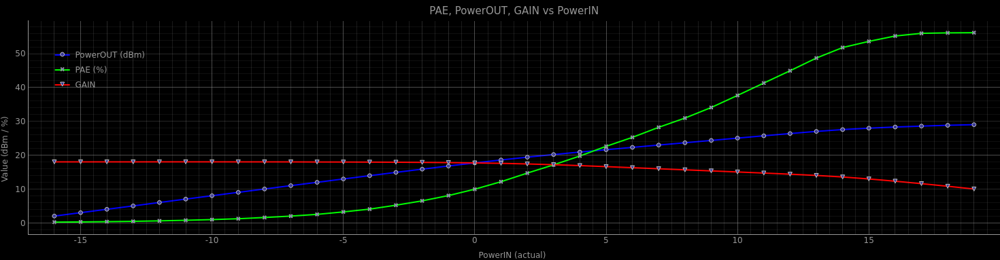 PAE, PowerOUT, GAIN vs PowerIN
PowerOUT (dBm)
PAE (%)
GAIN
Value (dBm / %)
50
40
30
20
10
0
-15
-10
-5
0
5
10
15
PowerIN (actual)